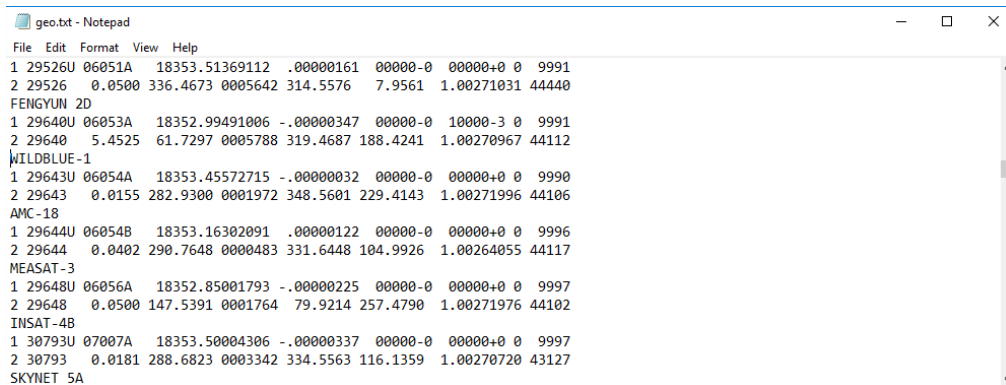 geo.txt - Notepad
File Edit Format View Help
1 29526U 06051A   18353.51369112  .00000161  00000-0  00000+0 0  9991
2 29526   0.0500 336.4673 0005642 314.5576   7.9561  1.00271031 44440
FENGYUN 2D
1 29640U 06053A   18352.99491006 -.00000347  00000-0  10000-3 0  9991
2 29640   5.4525  61.7297 0005788 319.4687 188.4241  1.00270967 44112
WILDBLUE-1
1 29643U 06054A   18353.45572715 -.00000032  00000-0  00000+0 0  9990
2 29643   0.0155 282.9300 0001972 348.5601 229.4143  1.00271996 44106
AMC-18
1 29644U 06054B   18353.16302091  .00000122  00000-0  00000+0 0  9996
2 29644   0.0402 290.7648 0000483 331.6448 104.9926  1.00264055 44117
MEASAT-3
1 29648U 06056A   18352.85001793 -.00000225  00000-0  00000+0 0  9997
2 29648   0.0500 147.5391 0001764  79.9214 257.4790  1.00271976 44102
INSAT-4B
1 30793U 07007A   18353.50004306 -.00000337  00000-0  00000+0 0  9997
2 30793   0.0181 288.6823 0003342 334.5563 116.1359  1.00270720 43127
SKYNET 5A